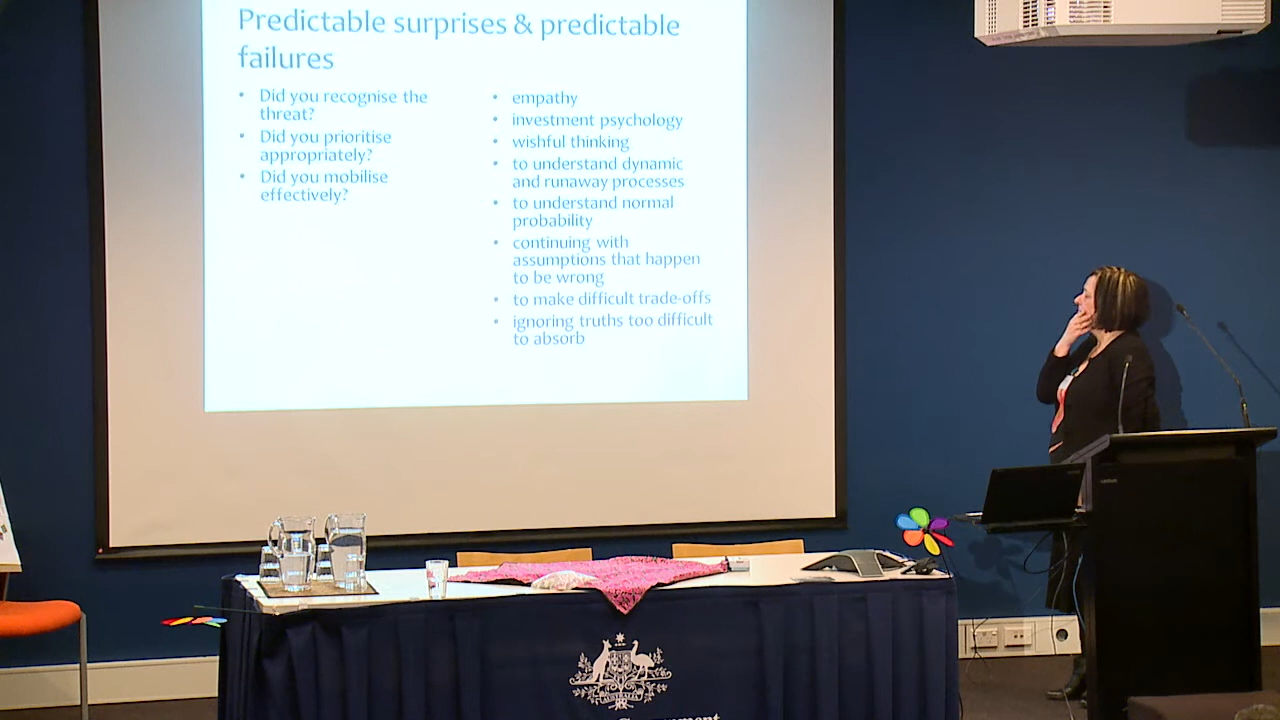 Predictable surprises & predictable
failures
• Did you recognise the
threat?
• Did you prioritise
appropriately?
• Did you mobilise
effectively?
• empathy
• investment psychology
• wishful thinking
• to understand dynamic
and runaway processes
• to understand normal
probability
• continuing with
assumptions that happen
to be wrong
• to make difficult trade-offs
• ignoring truths too difficult
to absorb
AUSTRALIA
Government